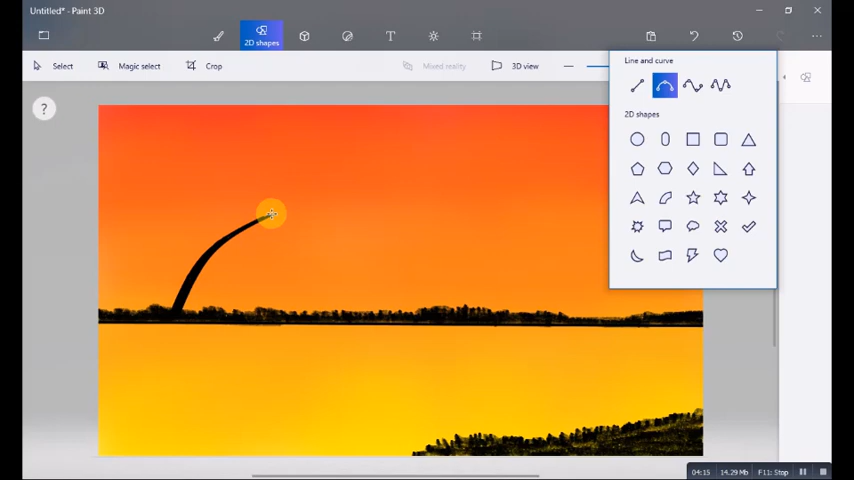 Untitled* - Paint 3D
2D shapes
T
Select
Magic select
Crop
Mixed reality
3D view
Line and curve
2D shapes
?
04:15 14.29 Mb F11: Stop